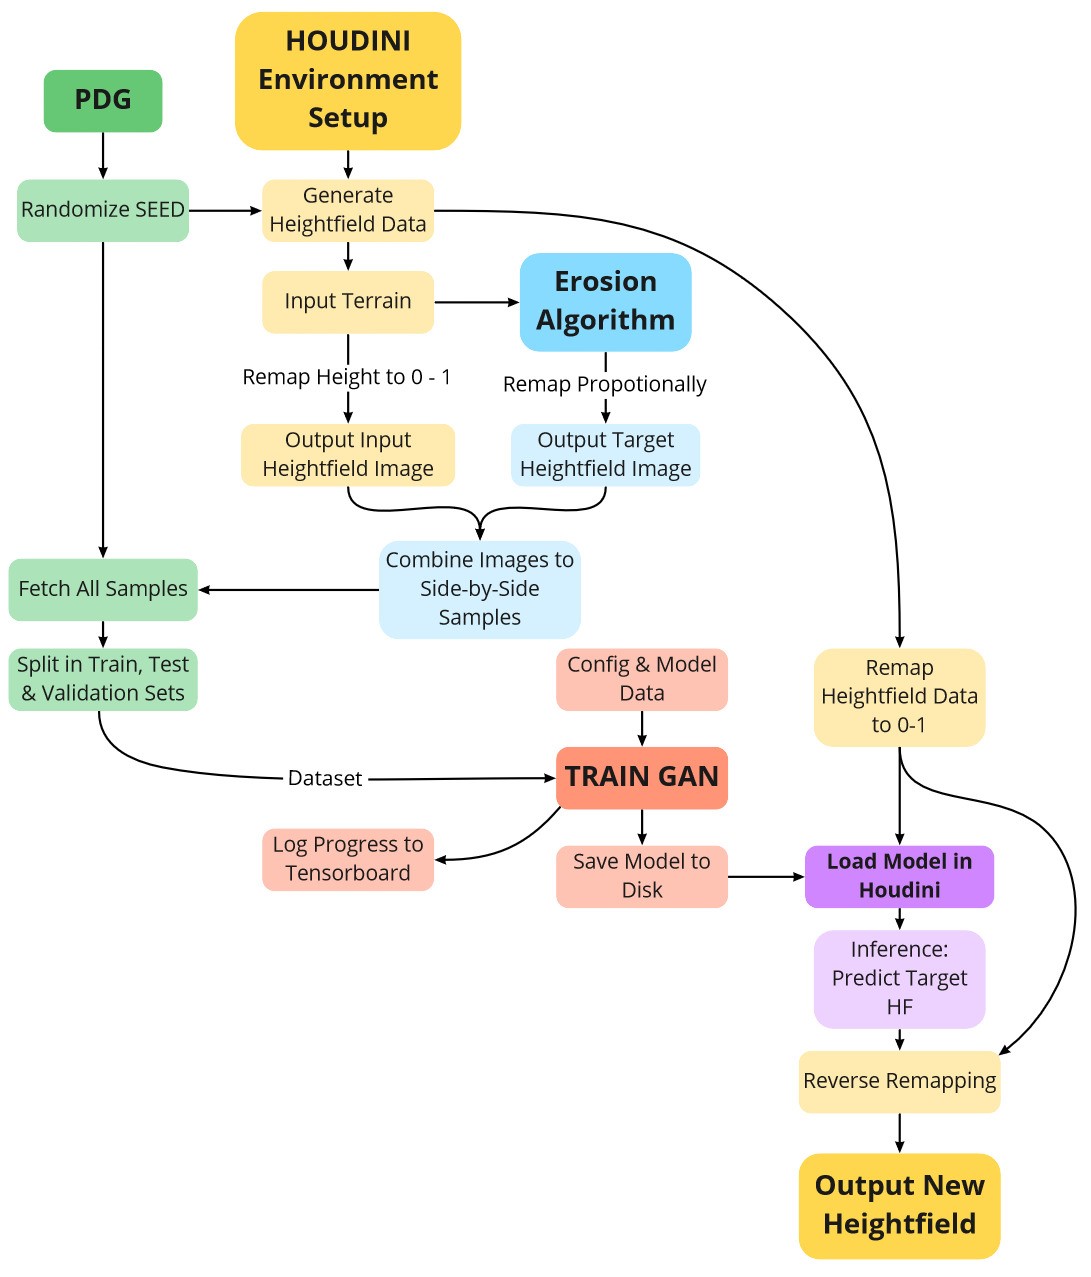 HOUDINI
Environment
Setup
PDG
Randomize SEED
Generate
Heightfield Data
Input Terrain
Erosion
Algorithm
Remap Height to 0 - 1
Remap Propotionally
Output Input
Heightfield Image
Output Target
Heightfield Image
Combine Images to
Side-by-Side
Samples
Fetch All Samples
Split in Train, Test
& Validation Sets
Config & Model
Data
Remap
Heightfield Data
to 0-1
Dataset
TRAIN GAN
Log Progress to
Tensorboard
Save Model to
Disk
Load Model in
Houdini
Inference:
Predict Target
HF
Reverse Remapping
Output New
Heightfield